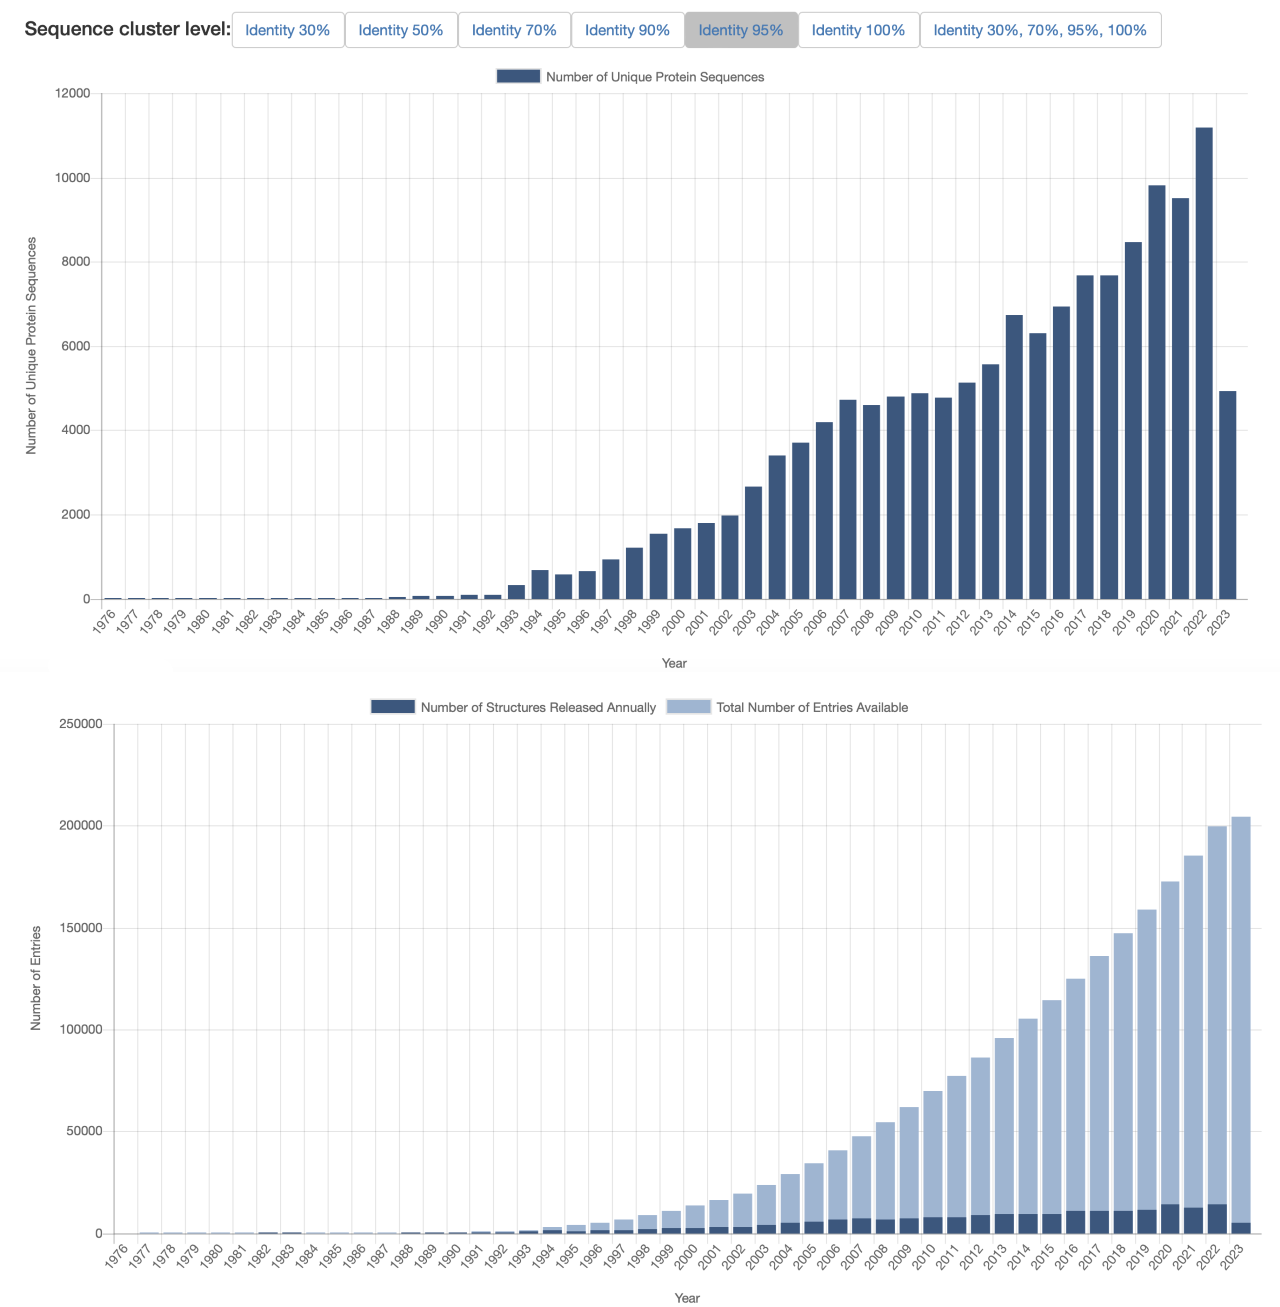 Sequence cluster level: Identity 30% Identity 50% Identity 70% Identity 90% Identity 95% Identity 100% Identity 30%, 70%, 95%, 100%
Number of Unique Protein Sequences
12000
10000
8000
6000
4000
2000
0
Number of Unique Protein Sequences
1976 1977 1978 1979 1980 1981 1982 1983 1984 1985 1986 1987 1988 1989 1990 1991 1992 1993 1994 1995 1996 1997 1998 1999 2000 2001 2002 2003 2004 2005 2006 2007 2008 2009 2010 2011 2012 2013 2014 2015 2016 2017 2018 2019 2020 2021 2022 2023
Year
Number of Structures Released Annually Total Number of Entries Available
250000
200000
150000
100000
50000
0
Number of Entries
1976 1977 1978 1979 1980 1981 1982 1983 1984 1985 1986 1987 1988 1989 1990 1991 1992 1993 1994 1995 1996 1997 1998 1999 2000 2001 2002 2003 2004 2005 2006 2007 2008 2009 2010 2011 2012 2013 2014 2015 2016 2017 2018 2019 2020 2021 2022 2023
Year